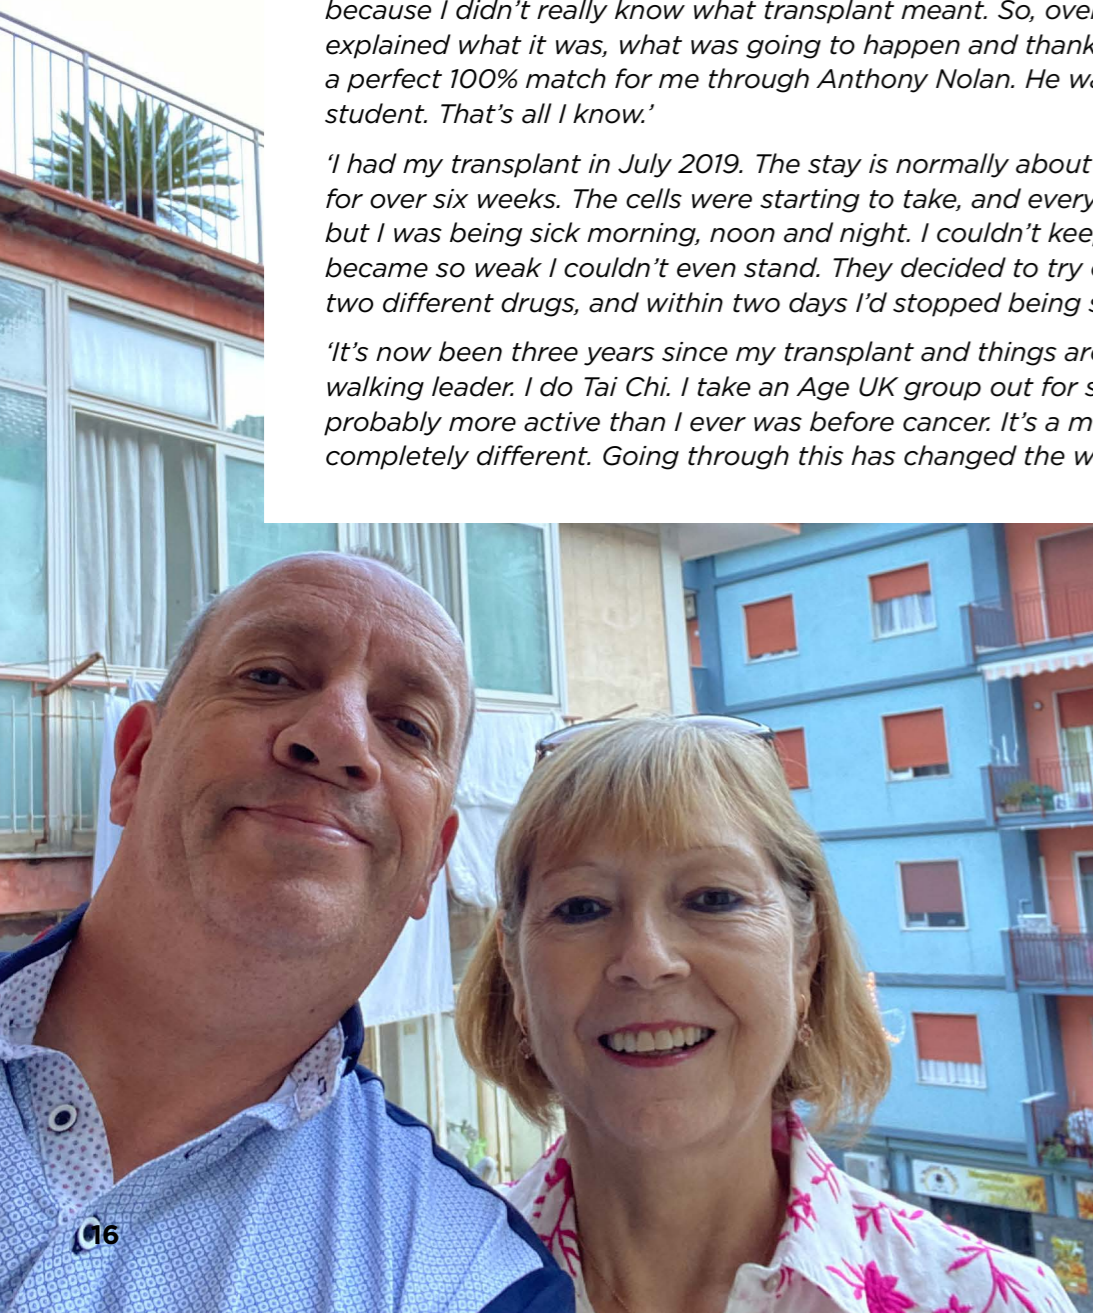 because I didn’t really know what transplant meant. So, over
explained what it was, what was going to happen and thank
a perfect 100% match for me through Anthony Nolan. He wa
student. That’s all I know.’
‘I had my transplant in July 2019. The stay is normally about
for over six weeks. The cells were starting to take, and every
but I was being sick morning, noon and night. I couldn’t kee
became so weak I couldn’t even stand. They decided to try
two different drugs, and within two days I’d stopped being s
‘It’s now been three years since my transplant and things are
walking leader. I do Tai Chi. I take an Age UK group out for s
probably more active than I ever was before cancer. It’s a m
completely different. Going through this has changed the w
16